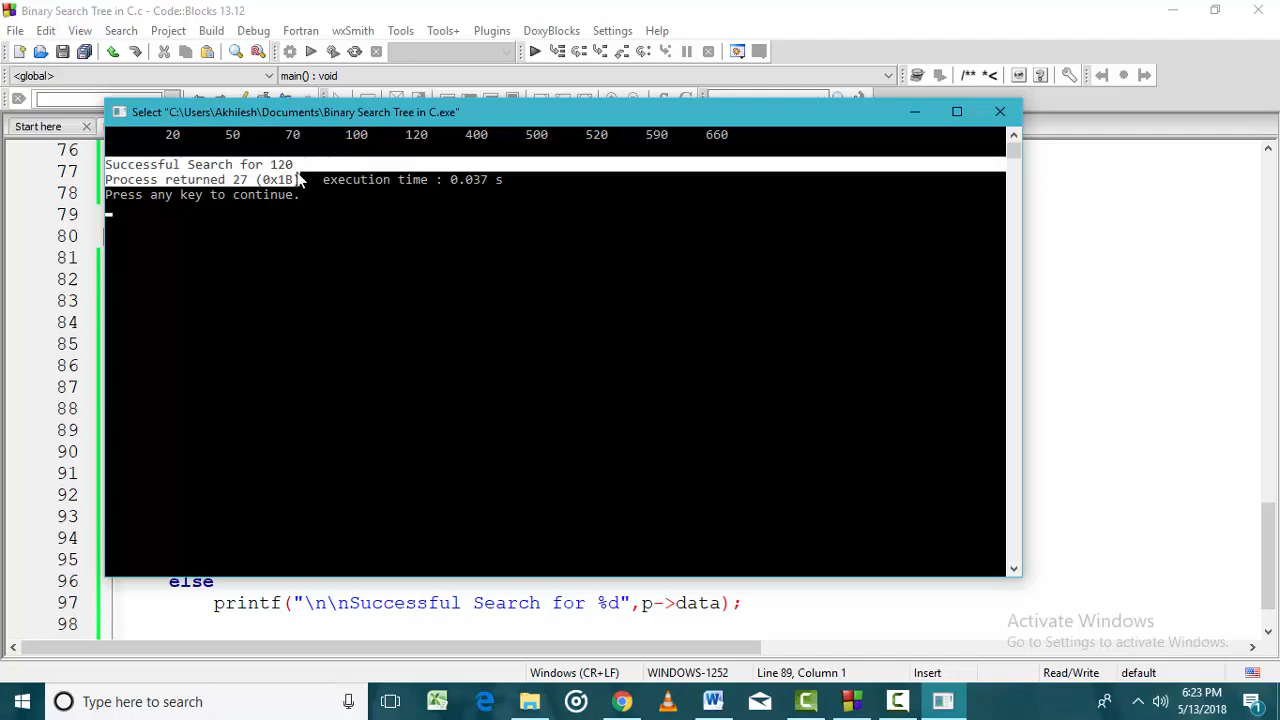 Binary Search Tree in C.c - Code::Blocks 13.12
File Edit View Search Project Build Debug Fortran wxSmith Tools Tools+ Plugins DoxyBlocks Settings Help
<global> main() : void /** *<
Select "C:\Users\Akhilesh\Documents\Binary Search Tree in C.exe"
Start here
20 50 70 100 120 400 500 520 590 660
Successful Search for 120
Process returned 27 (0x1B) execution time : 0.037 s
Press any key to continue.
76
77
78
79
80
81
82
83
84
85
86
87
88
89
90
91
92
93
94
95
96 else
97 printf("\n\nSuccessful Search for %d",p->data);
98
Activate Windows
Go to Settings to activate Windows.
Windows (CR+LF) WINDOWS-1252 Line 89, Column 1 Insert Read/Write default
Type here to search
6:23 PM
5/13/2018